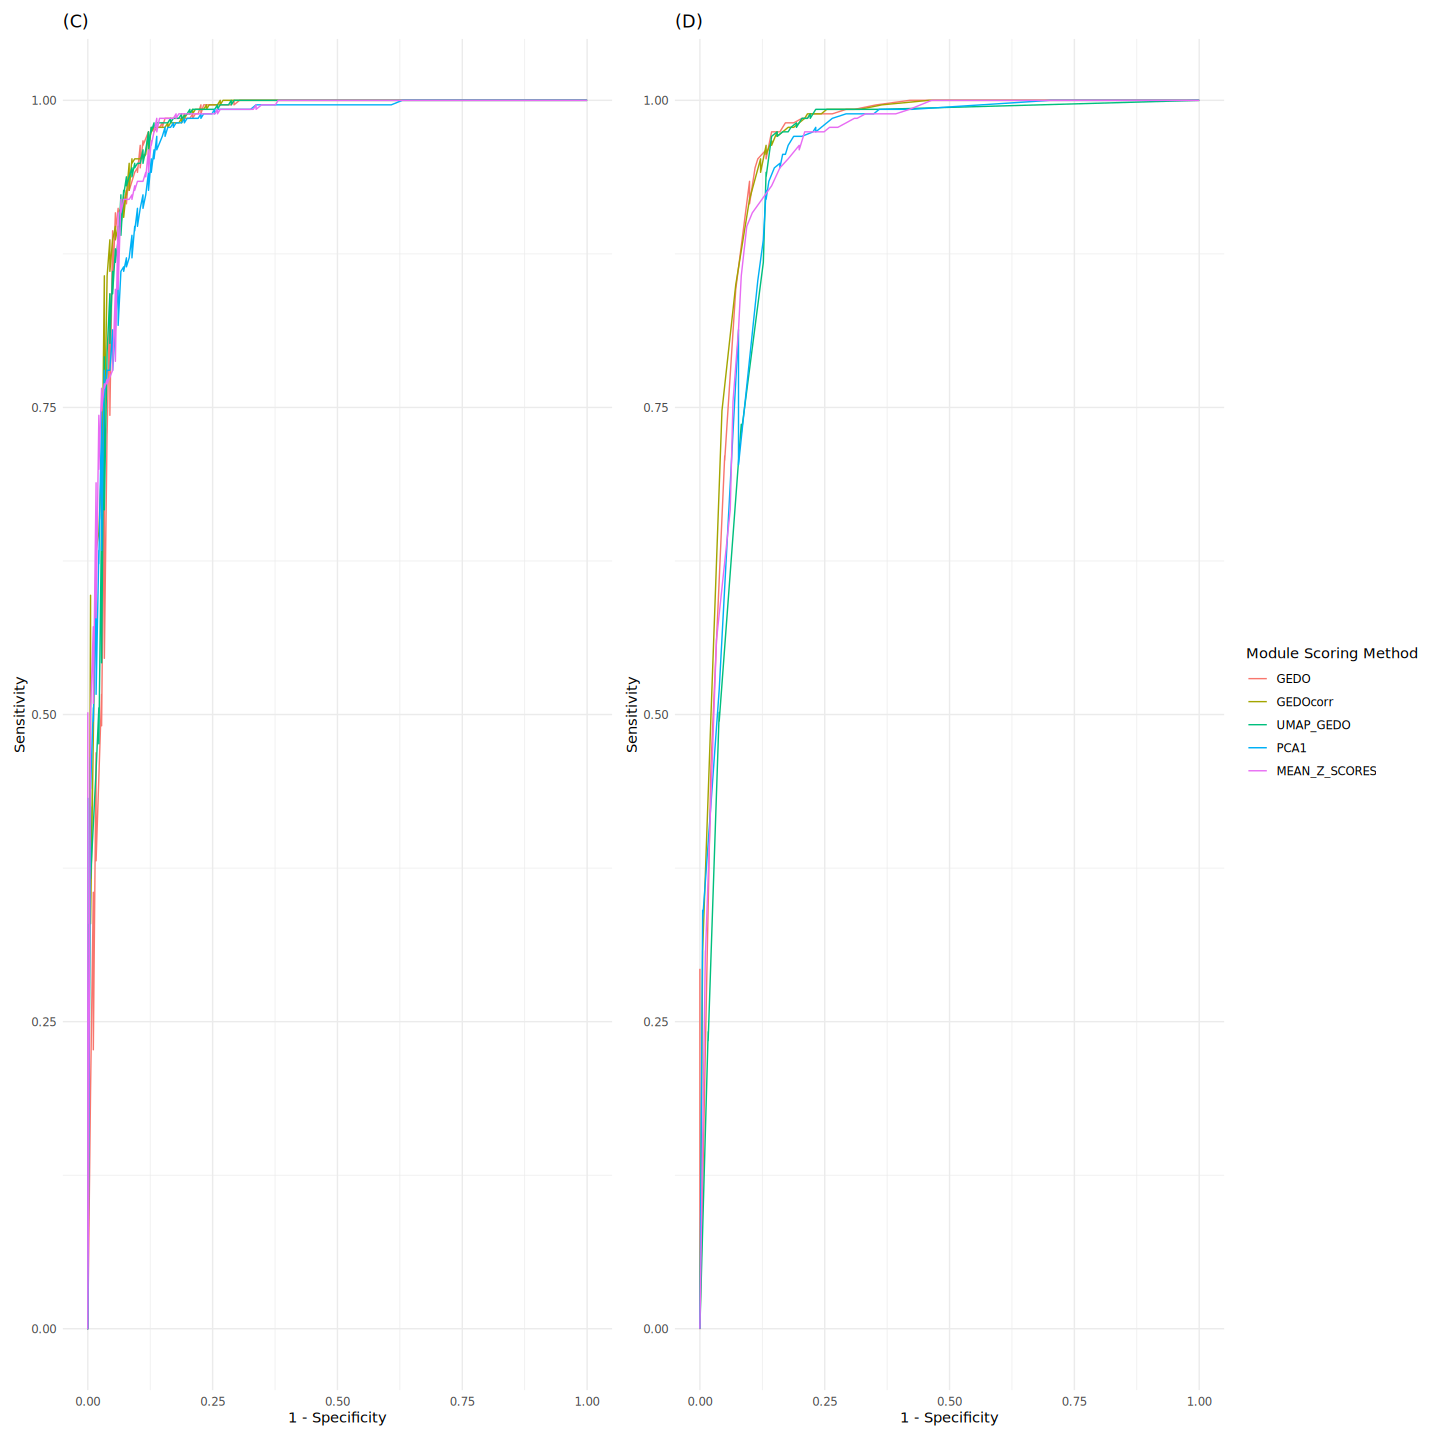 (C)
(D)
1.00
0.75
0.50
0.25
0.00
Sensitivity
0.00 0.25 0.50 0.75 1.00
1 - Specificity
1.00
0.75
0.50
0.25
0.00
Sensitivity
0.00 0.25 0.50 0.75 1.00
1 - Specificity
Module Scoring Method
GEDO
GEDOcorr
UMAP_GEDO
PCA1
MEAN_Z_SCORES